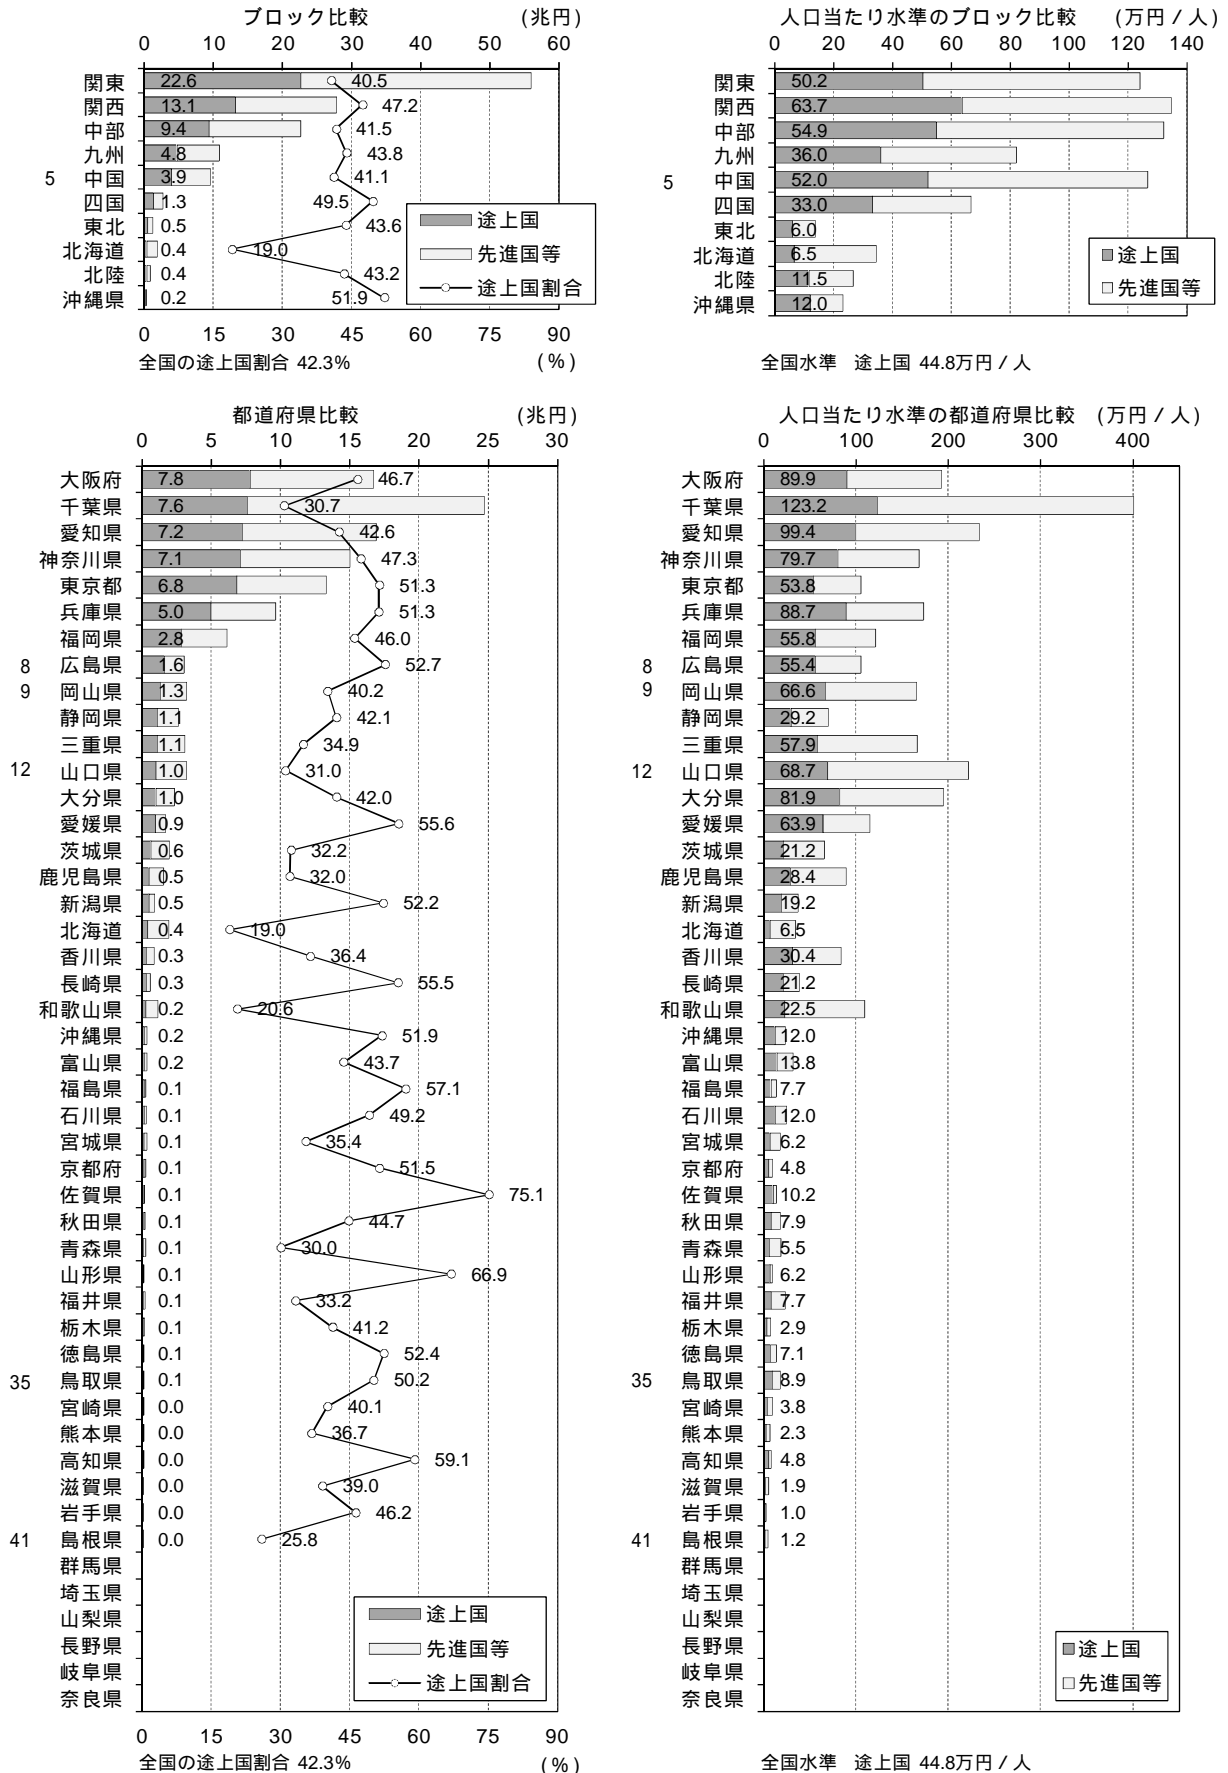 ブロック比較 (兆円)
0 10 20 30 40 50 60
関東 22.6 40.5
関西 13.1 47.2
中部 9.4 41.5
九州 4.8 43.8
5 中国 3.9 41.1
四国 1.3 49.5
東北 0.5 43.6
北海道 0.4 19.0
北陸 0.4 43.2
沖縄県 0.2 51.9
途上国
先進国等
途上国割合
0 15 30 45 60 75 90
全国の途上国割合 42.3% (%)
人口当たり水準のブロック比較 (万円/人)
0 20 40 60 80 100 120 140
関東 50.2
関西 63.7
中部 54.9
九州 36.0
5 中国 52.0
四国 33.0
東北 6.0
北海道 6.5
北陸 11.5
沖縄県 12.0
途上国
先進国等
全国水準 途上国 44.8万円/人
都道府県比較 (兆円)
0 5 10 15 20 25 30
大阪府 7.8 46.7
千葉県 7.6 30.7
愛知県 7.2 42.6
神奈川県 7.1 47.3
東京都 6.8 51.3
兵庫県 5.0 51.3
福岡県 2.8 46.0
8 広島県 1.6 52.7
9 岡山県 1.3 40.2
静岡県 1.1 42.1
三重県 1.1 34.9
12 山口県 1.0 31.0
大分県 1.0 42.0
愛媛県 0.9 55.6
茨城県 0.6 32.2
鹿児島県 0.5 32.0
新潟県 0.5 52.2
北海道 0.4 19.0
香川県 0.3 36.4
長崎県 0.3 55.5
和歌山県 0.2 20.6
沖縄県 0.2 51.9
富山県 0.2 43.7
福島県 0.1 57.1
石川県 0.1 49.2
宮城県 0.1 35.4
京都府 0.1 51.5
佐賀県 0.1 75.1
秋田県 0.1 44.7
青森県 0.1 30.0
山形県 0.1 66.9
福井県 0.1 33.2
栃木県 0.1 41.2
徳島県 0.1 52.4
35 鳥取県 0.1 50.2
宮崎県 0.0 40.1
熊本県 0.0 36.7
高知県 0.0 59.1
滋賀県 0.0 39.0
岩手県 0.0 46.2
41 島根県 0.0 25.8
群馬県
埼玉県
山梨県
長野県
岐阜県
奈良県
途上国
先進国等
途上国割合
0 15 30 45 60 75 90
全国の途上国割合 42.3% (%)
人口当たり水準の都道府県比較 (万円/人)
0 100 200 300 400
大阪府 89.9
千葉県 123.2
愛知県 99.4
神奈川県 79.7
東京都 53.8
兵庫県 88.7
福岡県 55.8
8 広島県 55.4
9 岡山県 66.6
静岡県 29.2
三重県 57.9
12 山口県 68.7
大分県 81.9
愛媛県 63.9
茨城県 21.2
鹿児島県 28.4
新潟県 19.2
北海道 6.5
香川県 30.4
長崎県 21.2
和歌山県 22.5
沖縄県 12.0
富山県 13.8
福島県 7.7
石川県 12.0
宮城県 6.2
京都府 4.8
佐賀県 10.2
秋田県 7.9
青森県 5.5
山形県 6.2
福井県 7.7
栃木県 2.9
徳島県 7.1
35 鳥取県 8.9
宮崎県 3.8
熊本県 2.3
高知県 4.8
滋賀県 1.9
岩手県 1.0
41 島根県 1.2
群馬県
埼玉県
山梨県
長野県
岐阜県
奈良県
途上国
先進国等
全国水準 途上国 44.8万円/人